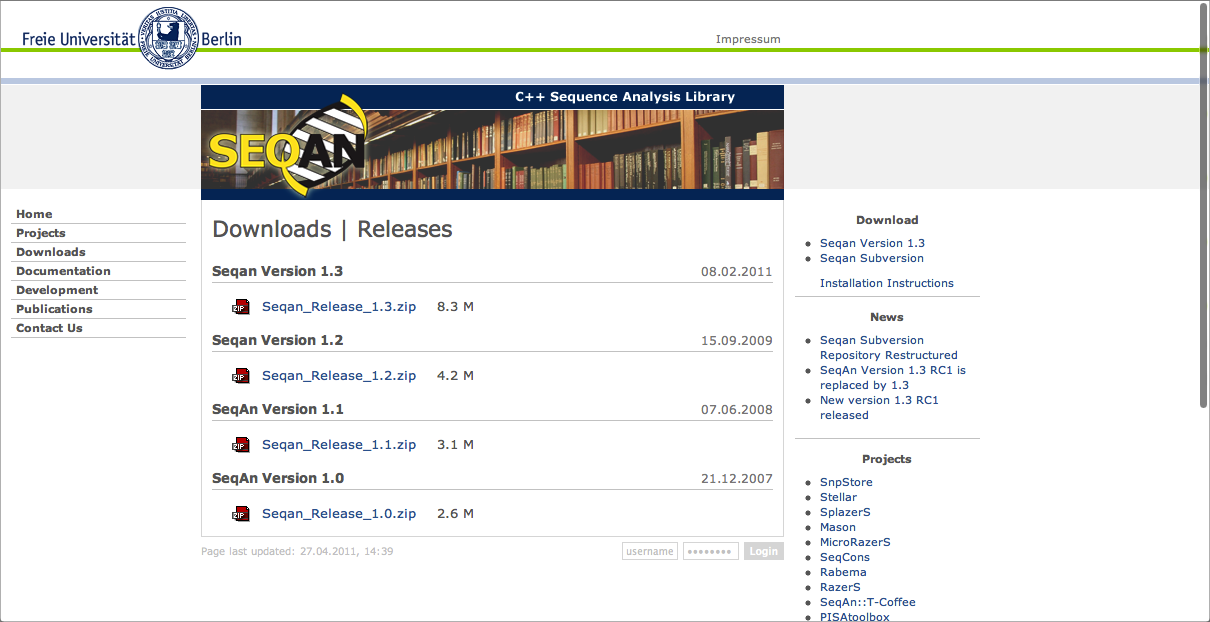 Freie Universität Berlin
Impressum
C++ Sequence Analysis Library
SEQAN
Home
Projects
Downloads
Documentation
Development
Publications
Contact Us
Downloads | Releases
Seqan Version 1.3 08.02.2011
ZIP Seqan_Release_1.3.zip 8.3 M
Seqan Version 1.2 15.09.2009
ZIP Seqan_Release_1.2.zip 4.2 M
SeqAn Version 1.1 07.06.2008
ZIP Seqan_Release_1.1.zip 3.1 M
SeqAn Version 1.0 21.12.2007
ZIP Seqan_Release_1.0.zip 2.6 M
Page last updated: 27.04.2011, 14:39
username •••••••• Login
Download
• Seqan Version 1.3
• Seqan Subversion
Installation Instructions
News
• Seqan Subversion
Repository Restructured
• SeqAn Version 1.3 RC1 is
replaced by 1.3
• New version 1.3 RC1
released
Projects
• SnpStore
• Stellar
• SplazerS
• Mason
• MicroRazerS
• SeqCons
• Rabema
• RazerS
• SeqAn::T-Coffee
• PISAtoolbox